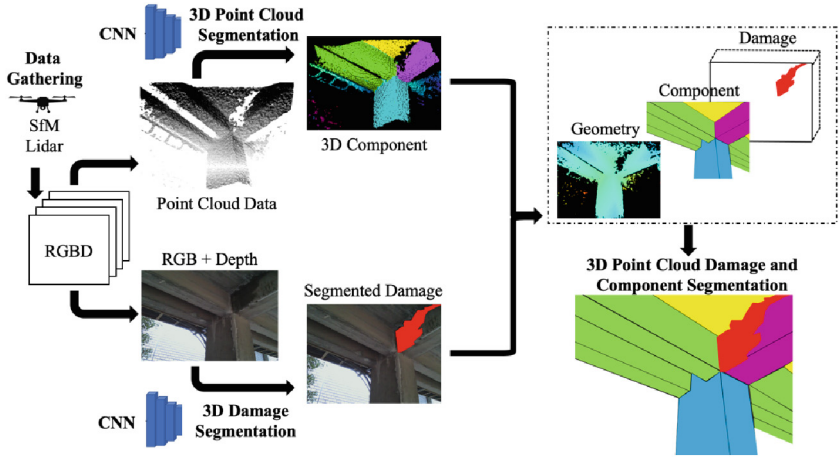 CNN
3D Point Cloud
Segmentation
Data
Gathering
SfM
Lidar
RGBD
Point Cloud Data
3D Component
RGB + Depth
Segmented Damage
CNN
3D Damage
Segmentation
Damage
Component
Geometry
3D Point Cloud Damage and
Component Segmentation